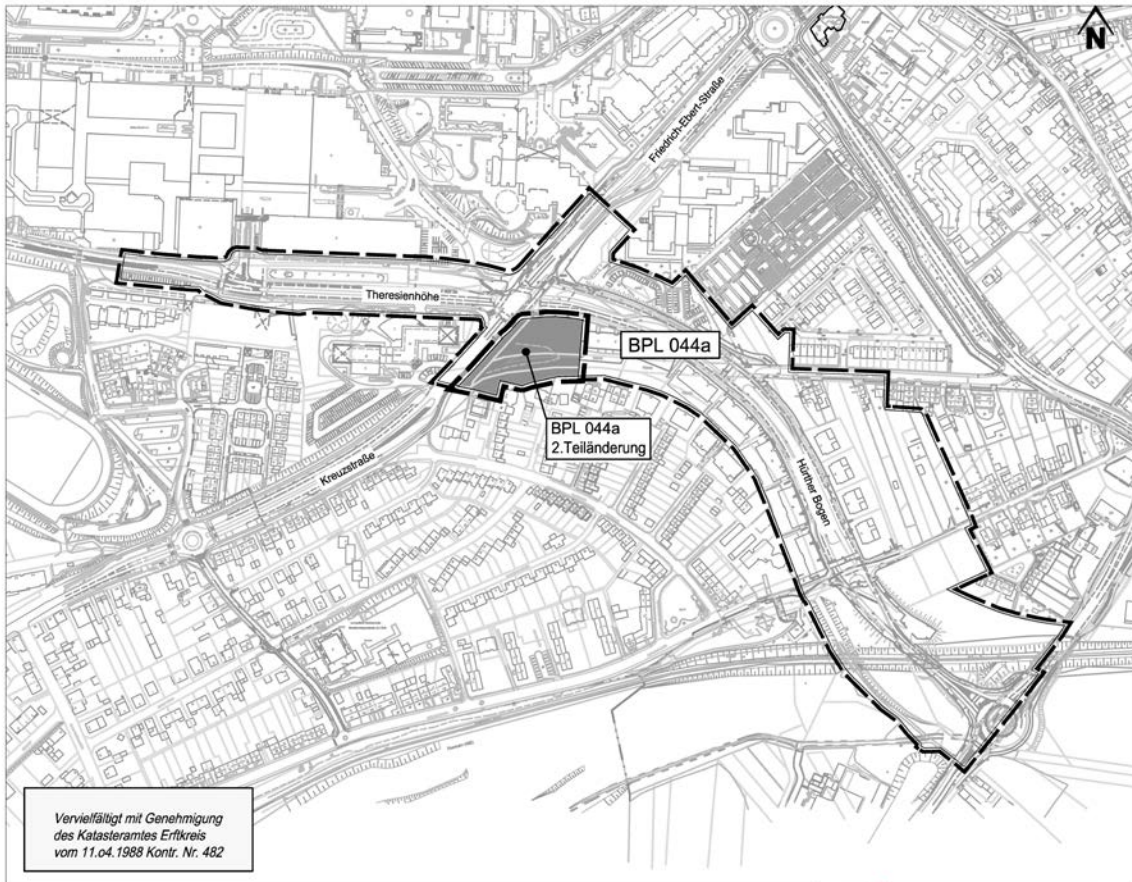 N
Friedrich-Ebert-Straße
Theresienhöhe
BPL 044a
BPL 044a
2.Teiländerung
Kreuzstraße
Hürther Bogen
Vervielfältigt mit Genehmigung
des Katasteramtes Erftkreis
vom 11.o4.1988 Kontr. Nr. 482